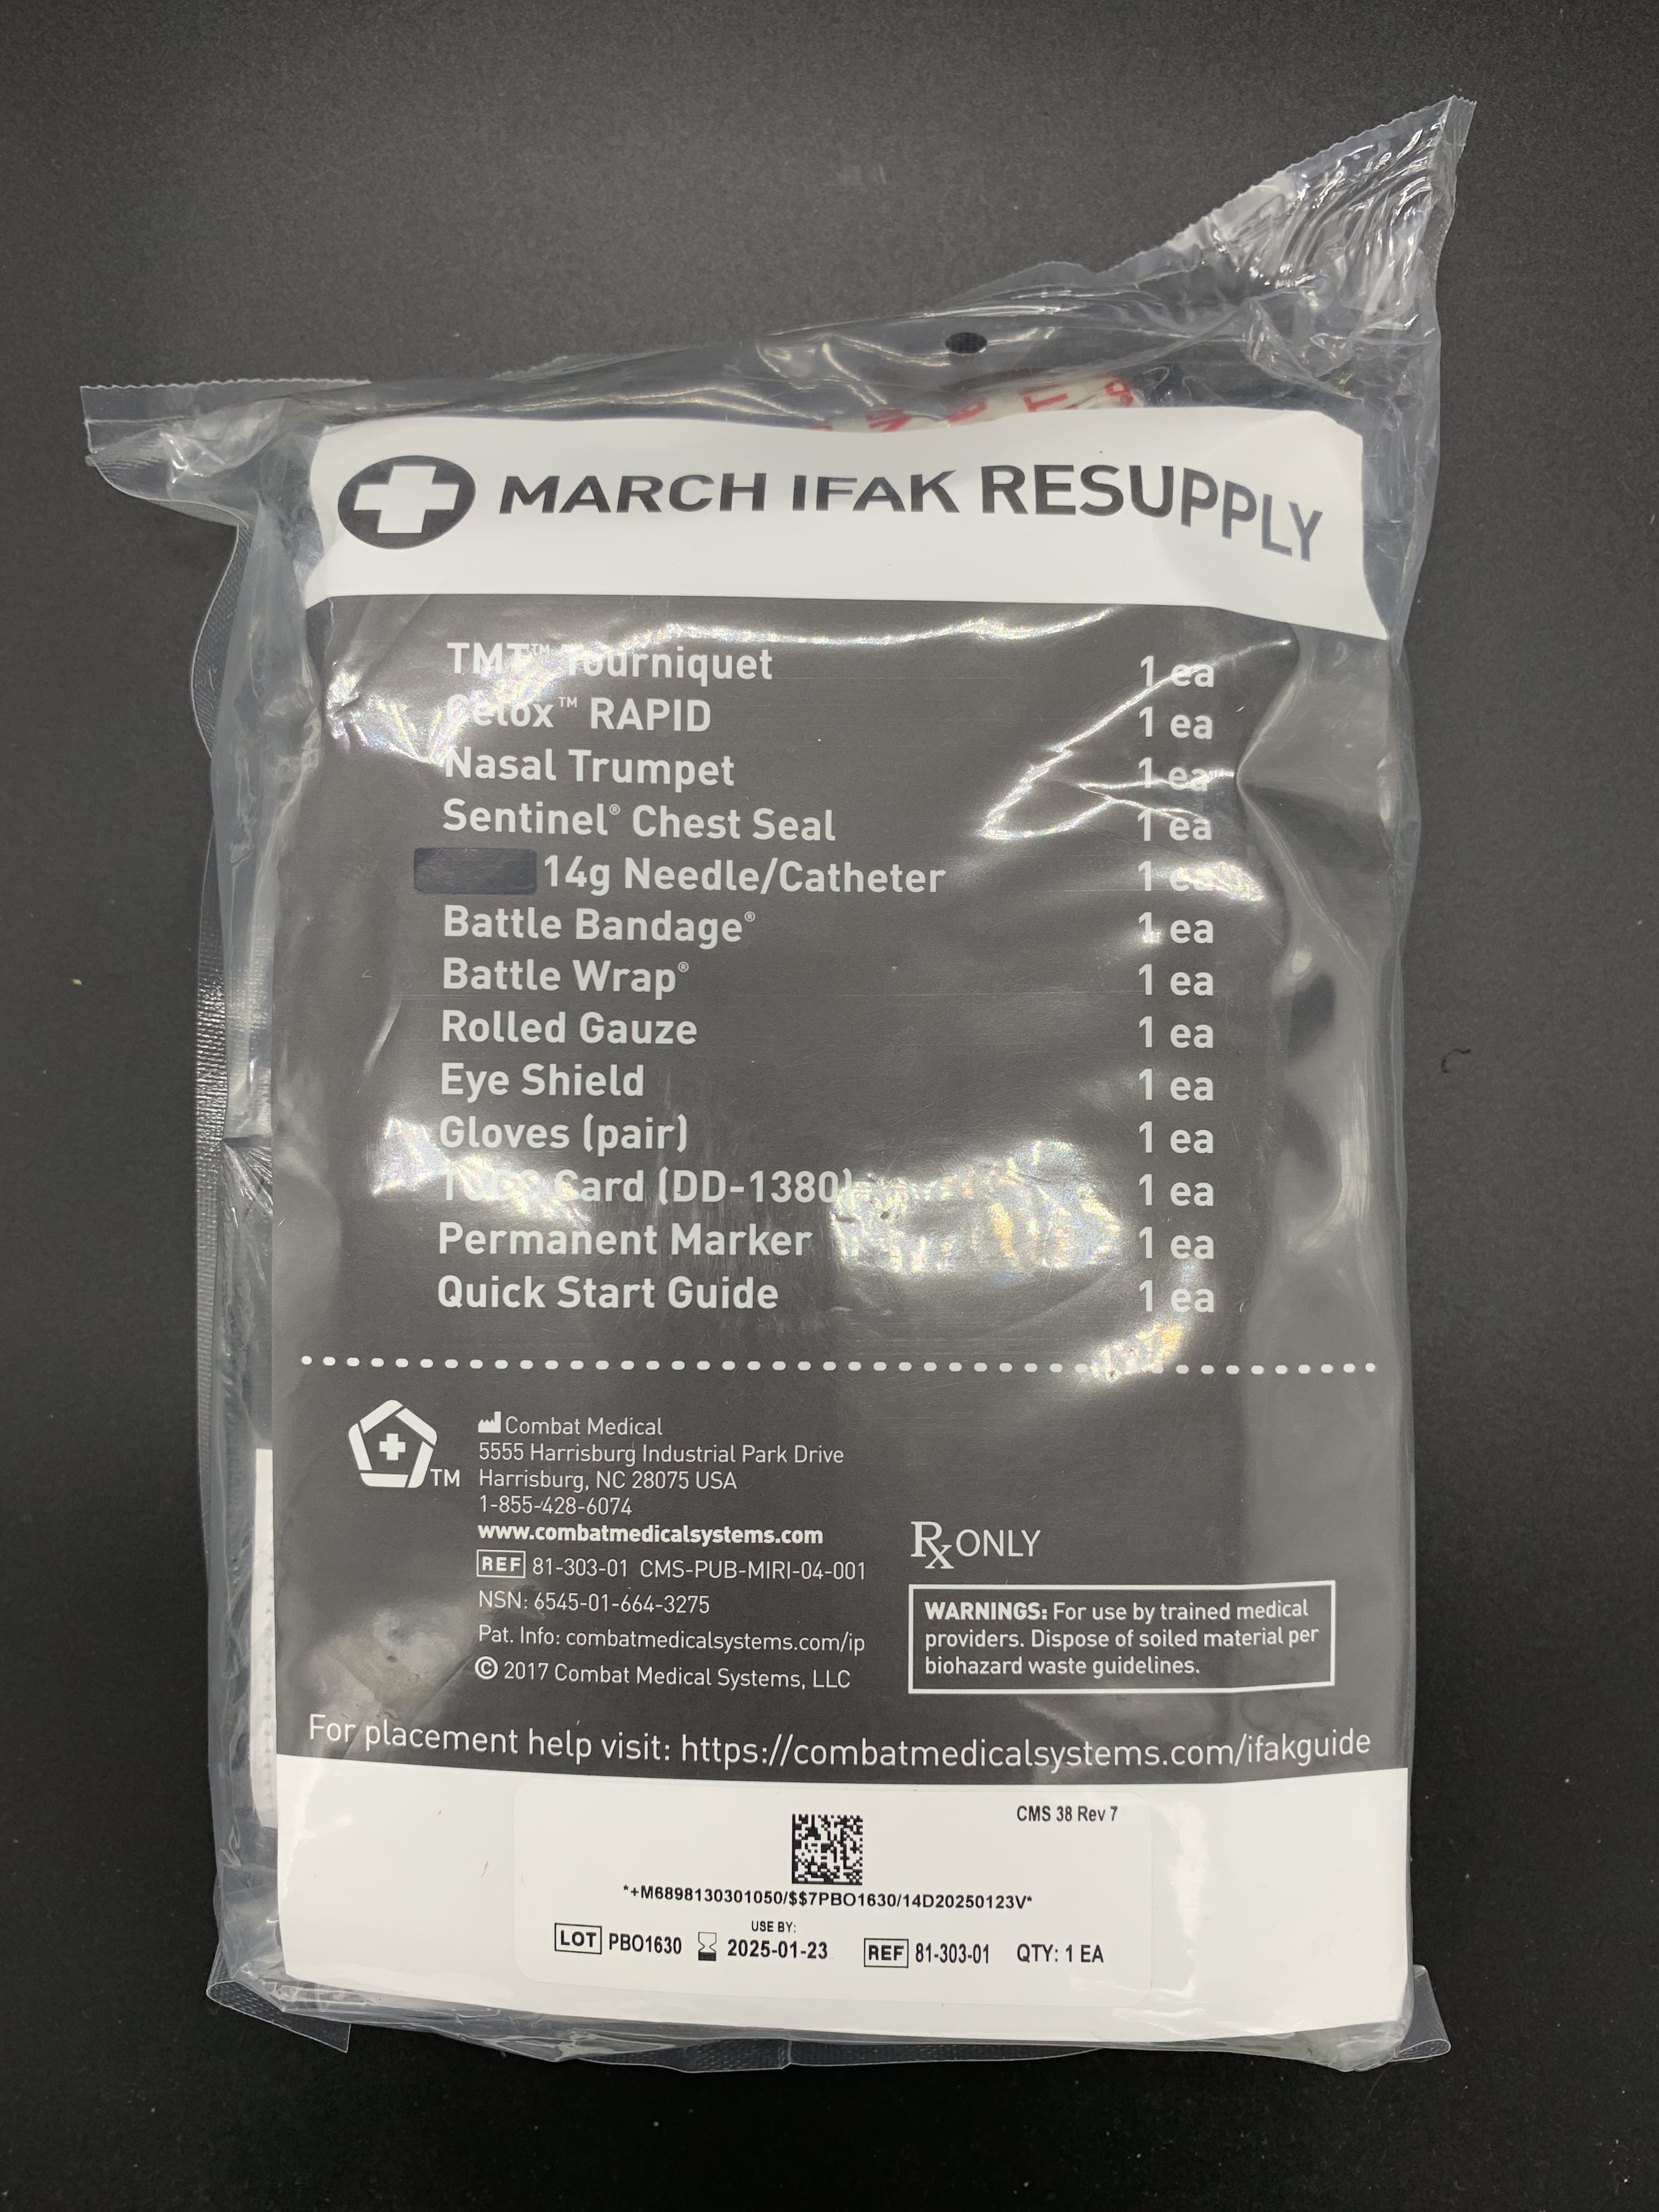 MARCH IFAK RESUPPLY
TMT™ Tourniquet 1 ea
Celox™ RAPID 1 ea
Nasal Trumpet 1 ea
Sentinel® Chest Seal 1 ea
14g Needle/Catheter 1 ea
Battle Bandage® 1 ea
Battle Wrap® 1 ea
Rolled Gauze 1 ea
Eye Shield 1 ea
Gloves (pair) 1 ea
Card (DD-1380) 1 ea
Permanent Marker 1 ea
Quick Start Guide 1 ea
TM
Combat Medical
5555 Harrisburg Industrial Park Drive
Harrisburg, NC 28075 USA
1-855-428-6074
www.combatmedicalsystems.com
REF 81-303-01 CMS-PUB-MIRI-04-001
NSN: 6545-01-664-3275
Pat. Info: combatmedicalsystems.com/ip
© 2017 Combat Medical Systems, LLC
Rx ONLY
WARNINGS: For use by trained medical
providers. Dispose of soiled material per
biohazard waste guidelines.
For placement help visit: https://combatmedicalsystems.com/ifakguide
CMS 38 Rev 7
*+M6898130301050/$$7PBO1630/14D20250123V*
USE BY:
LOT PBO1630 2025-01-23 REF 81-303-01 QTY: 1 EA